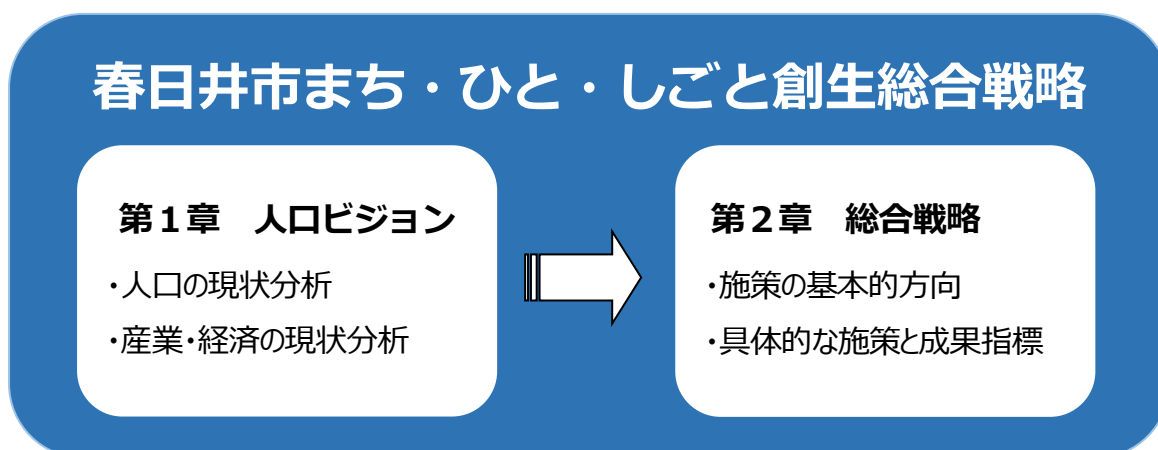 春日井市まち・ひと・しごと創生総合戦略
第１章　人口ビジョン
・人口の現状分析
・産業・経済の現状分析
第２章　総合戦略
・施策の基本的方向
・具体的な施策と成果指標